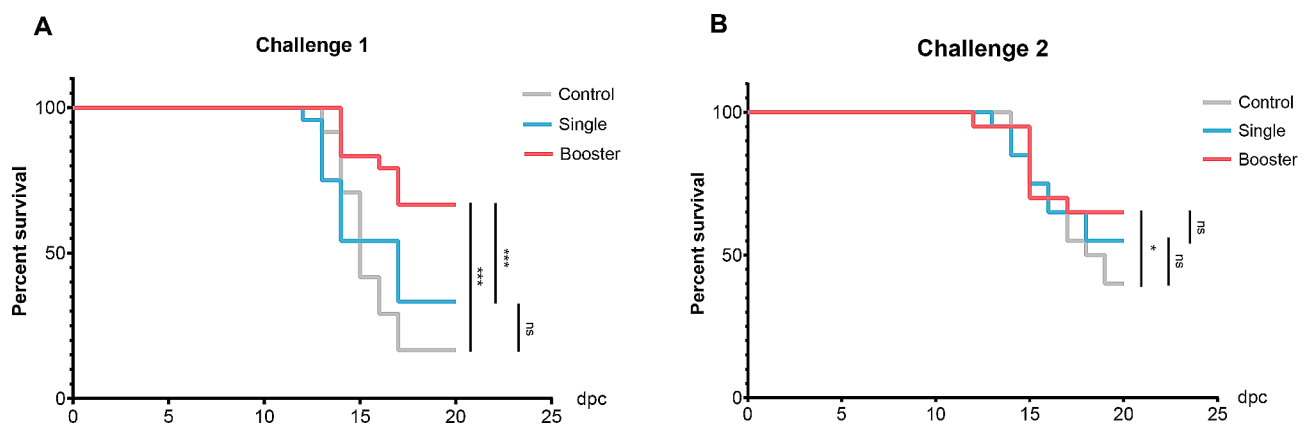 A
Challenge 1
Percent survival
100
50
0
0 5 10 15 20 25
dpc
Control
Single
Booster
***
***
ns
B
Challenge 2
Percent survival
100
50
0
0 5 10 15 20 25
dpc
Control
Single
Booster
*
ns
ns